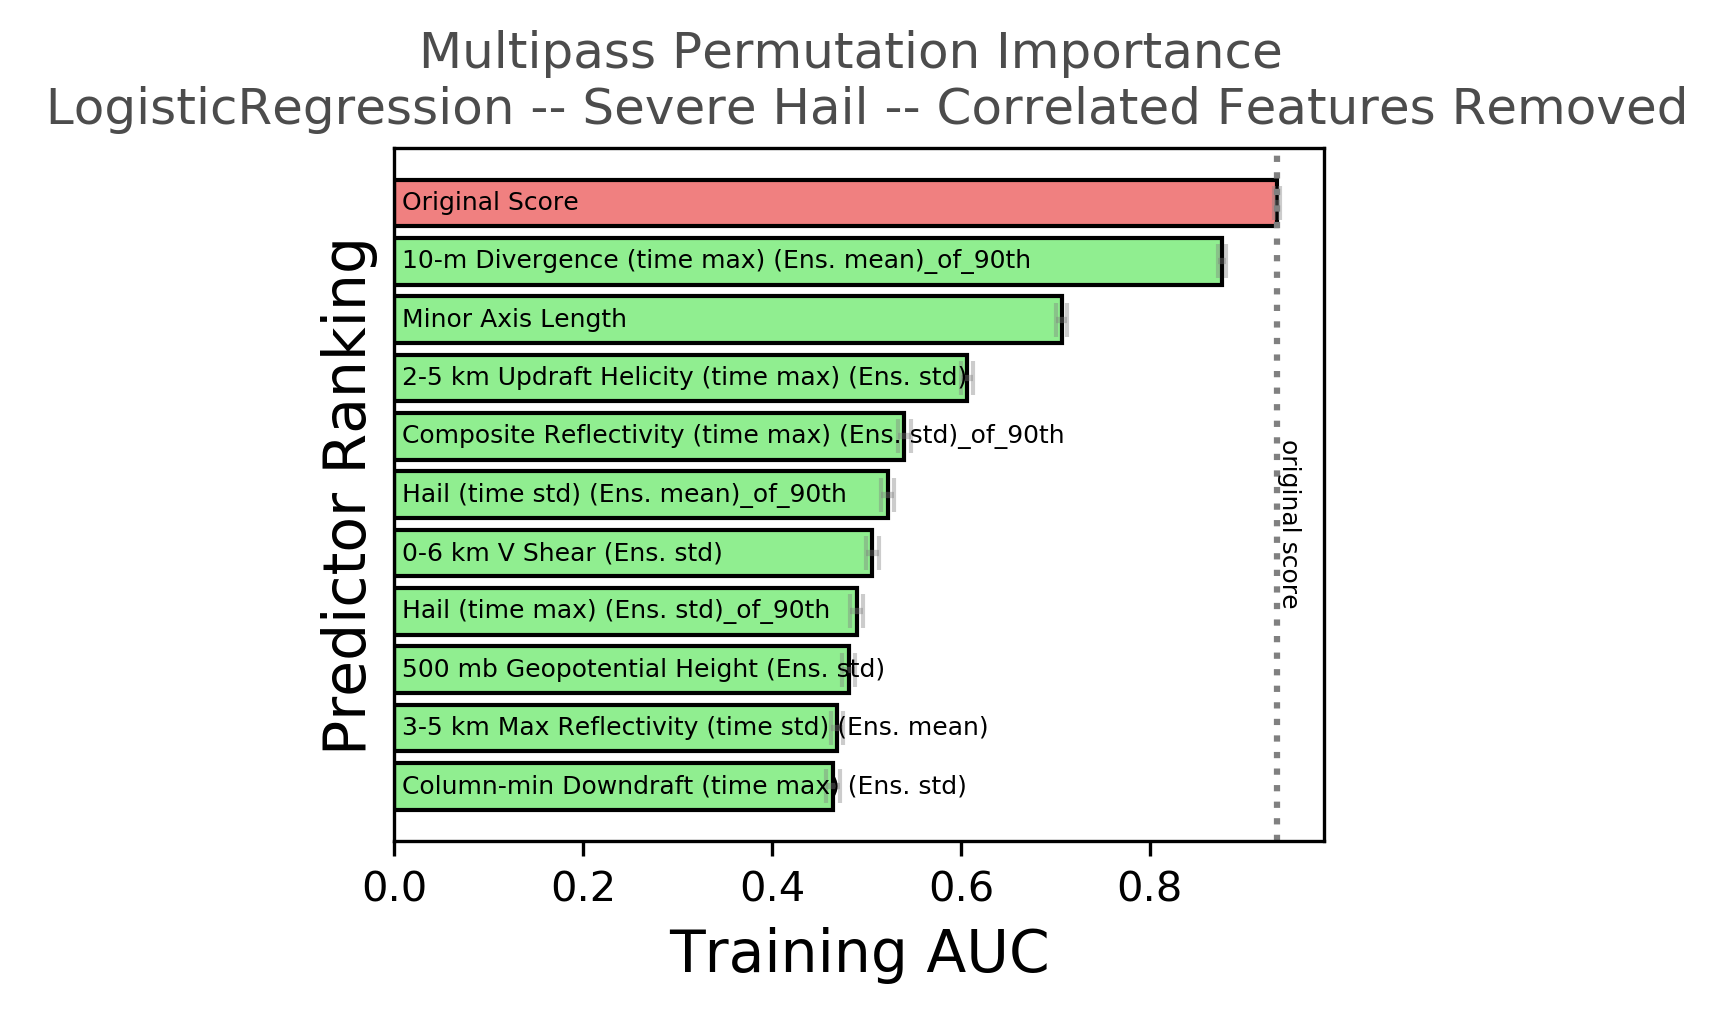 Multipass Permutation Importance
LogisticRegression -- Severe Hail -- Correlated Features Removed
Predictor Ranking
Original Score
10-m Divergence (time max) (Ens. mean)_of_90th
Minor Axis Length
2-5 km Updraft Helicity (time max) (Ens. std)
Composite Reflectivity (time max) (Ens. std)_of_90th
Hail (time std) (Ens. mean)_of_90th
0-6 km V Shear (Ens. std)
Hail (time max) (Ens. std)_of_90th
500 mb Geopotential Height (Ens. std)
3-5 km Max Reflectivity (time std) (Ens. mean)
Column-min Downdraft (time max) (Ens. std)
original score
0.0 0.2 0.4 0.6 0.8
Training AUC